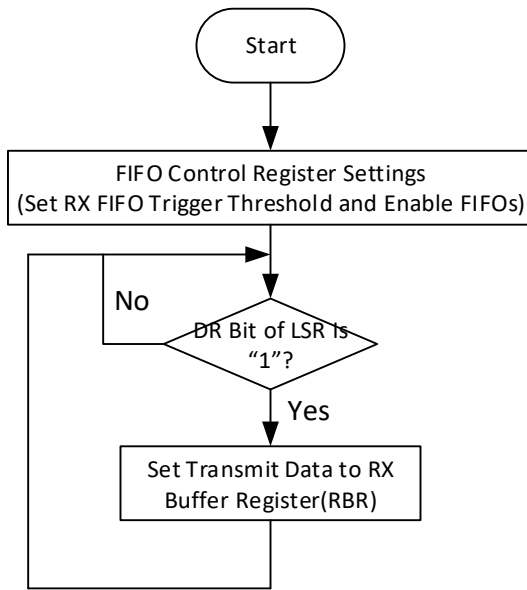 Start
FIFO Control Register Settings
(Set RX FIFO Trigger Threshold and Enable FIFOs)
No
DR Bit of LSR Is
“1”?
Yes
Set Transmit Data to RX
Buffer Register(RBR)